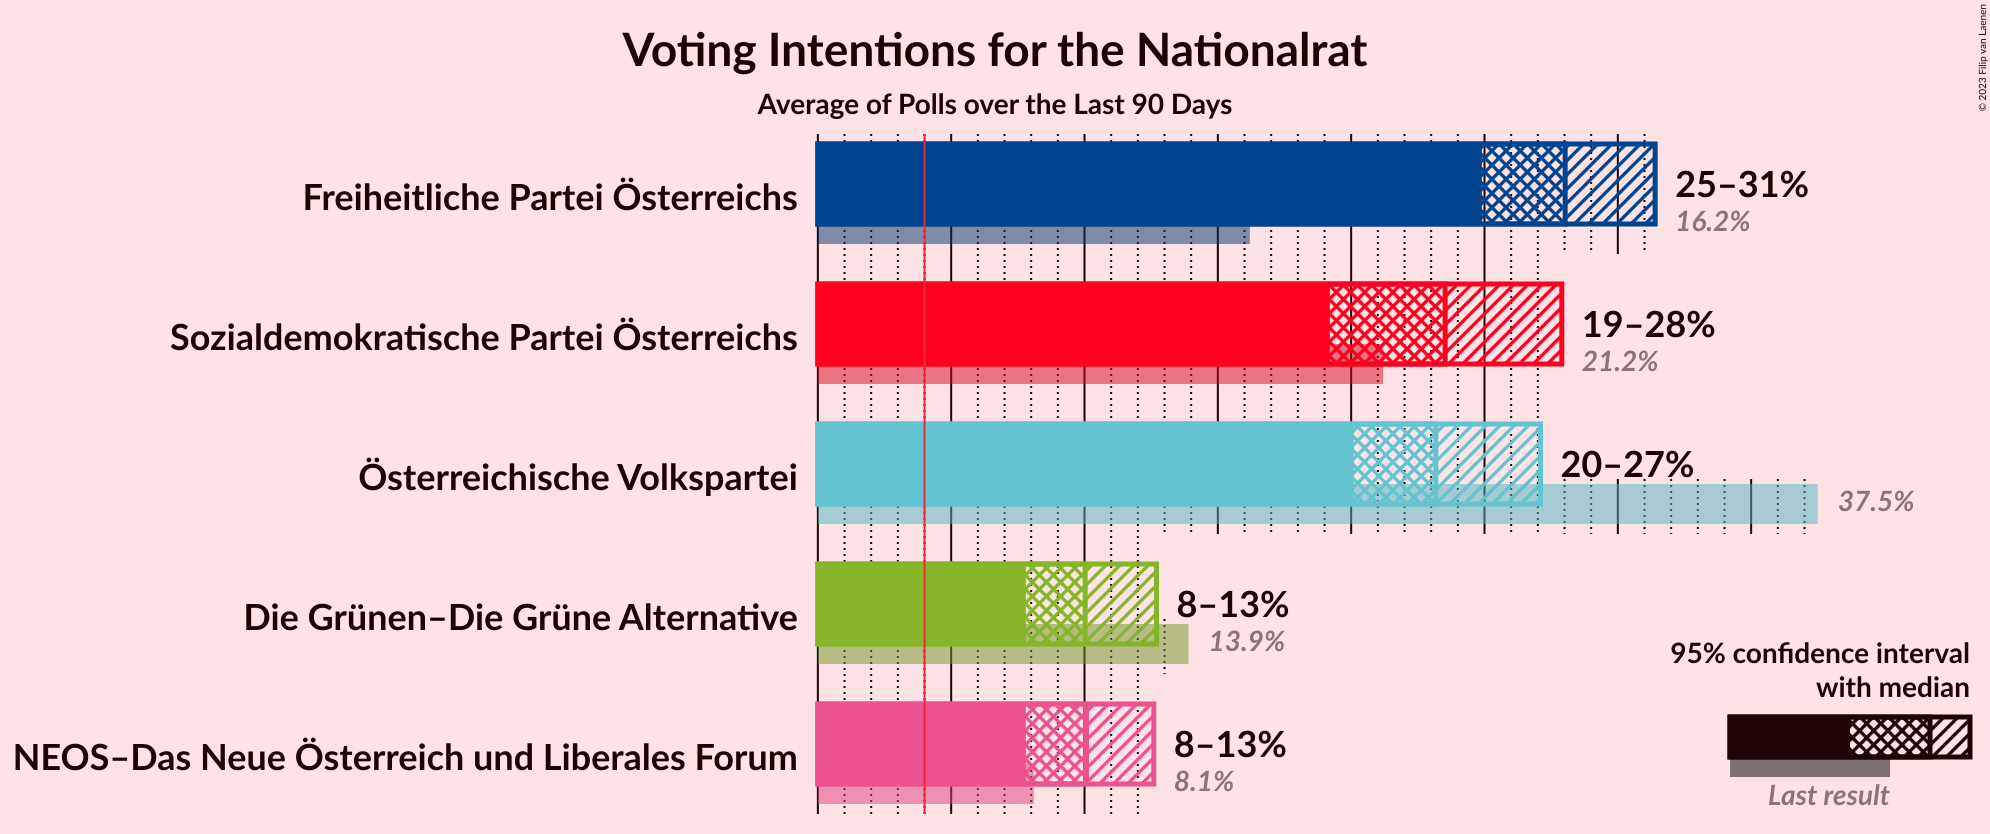 Voting Intentions for the Nationalrat
Average of Polls over the Last 90 Days
© 2023 Filip van Laenen
Freiheitliche Partei Österreichs
25–31%
16.2%
Sozialdemokratische Partei Österreichs
19–28%
21.2%
Österreichische Volkspartei
20–27%
37.5%
Die Grünen–Die Grüne Alternative
8–13%
13.9%
NEOS–Das Neue Österreich und Liberales Forum
8–13%
8.1%
95% confidence interval
with median
Last result